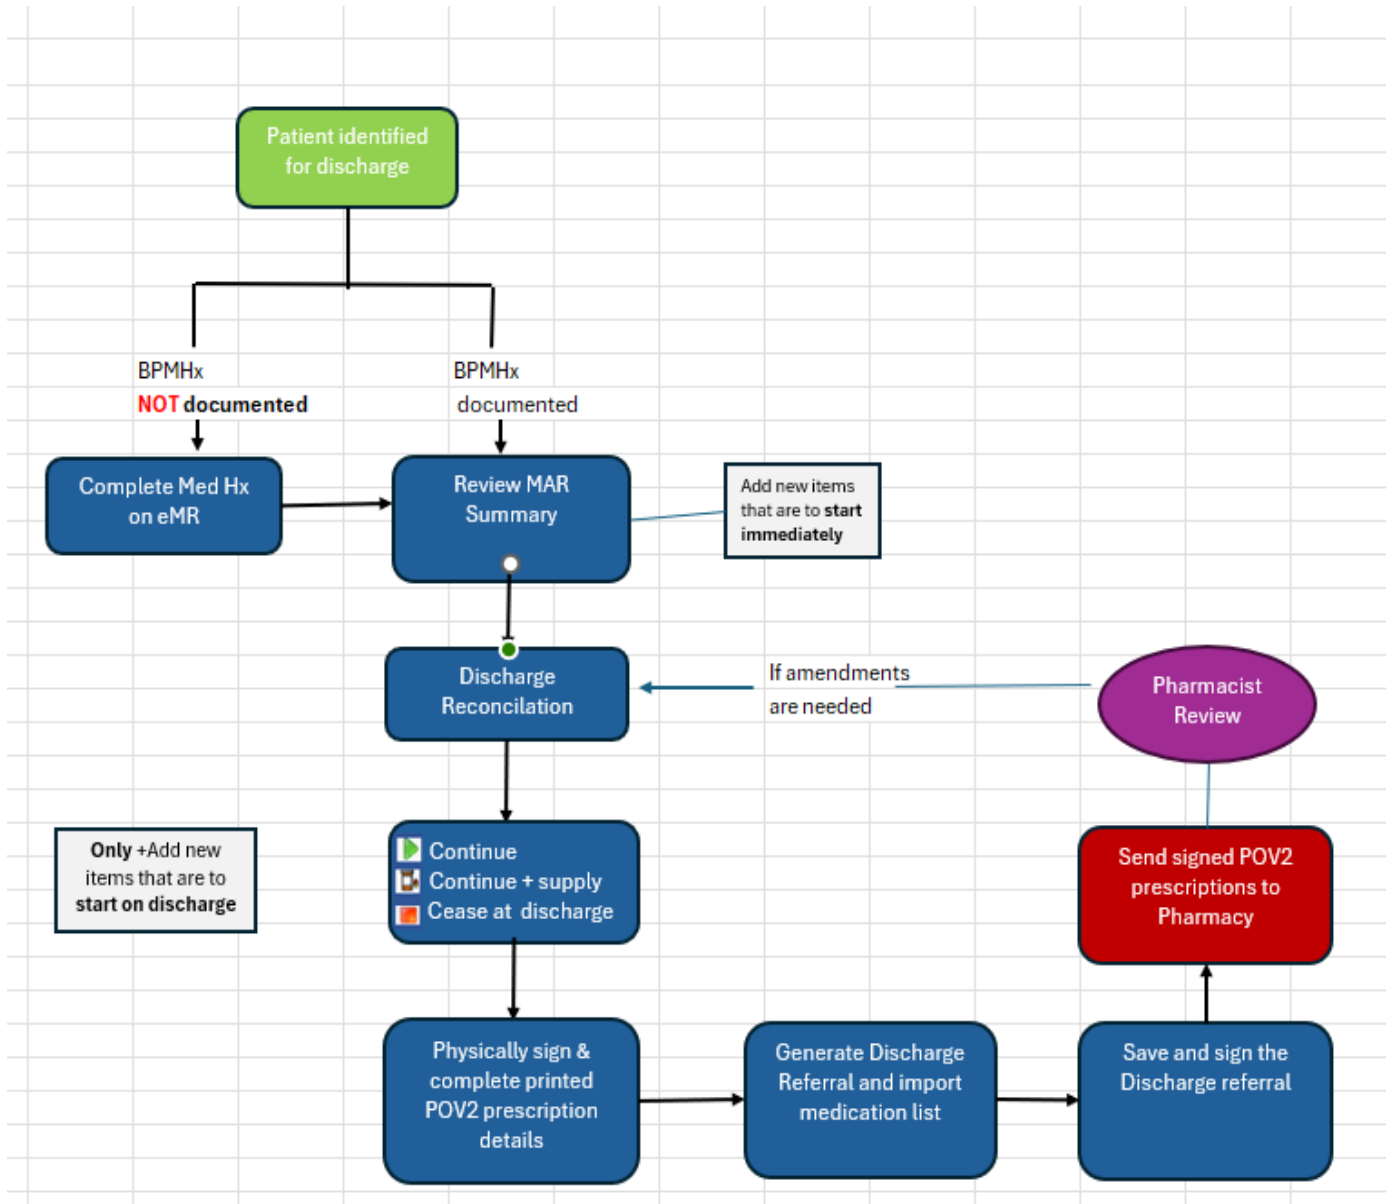 Patient identified
for discharge
BPMHx
NOT documented
BPMHx
documented
Complete Med Hx
on eMR
Review MAR
Summary
Add new items
that are to start
immediately
Discharge
Reconcilation
If amendments
are needed
Pharmacist
Review
Only +Add new
items that are to
start on discharge
Continue
Continue + supply
Cease at discharge
Send signed POV2
prescriptions to
Pharmacy
Physically sign &
complete printed
POV2 prescription
details
Generate Discharge
Referral and import
medication list
Save and sign the
Discharge referral